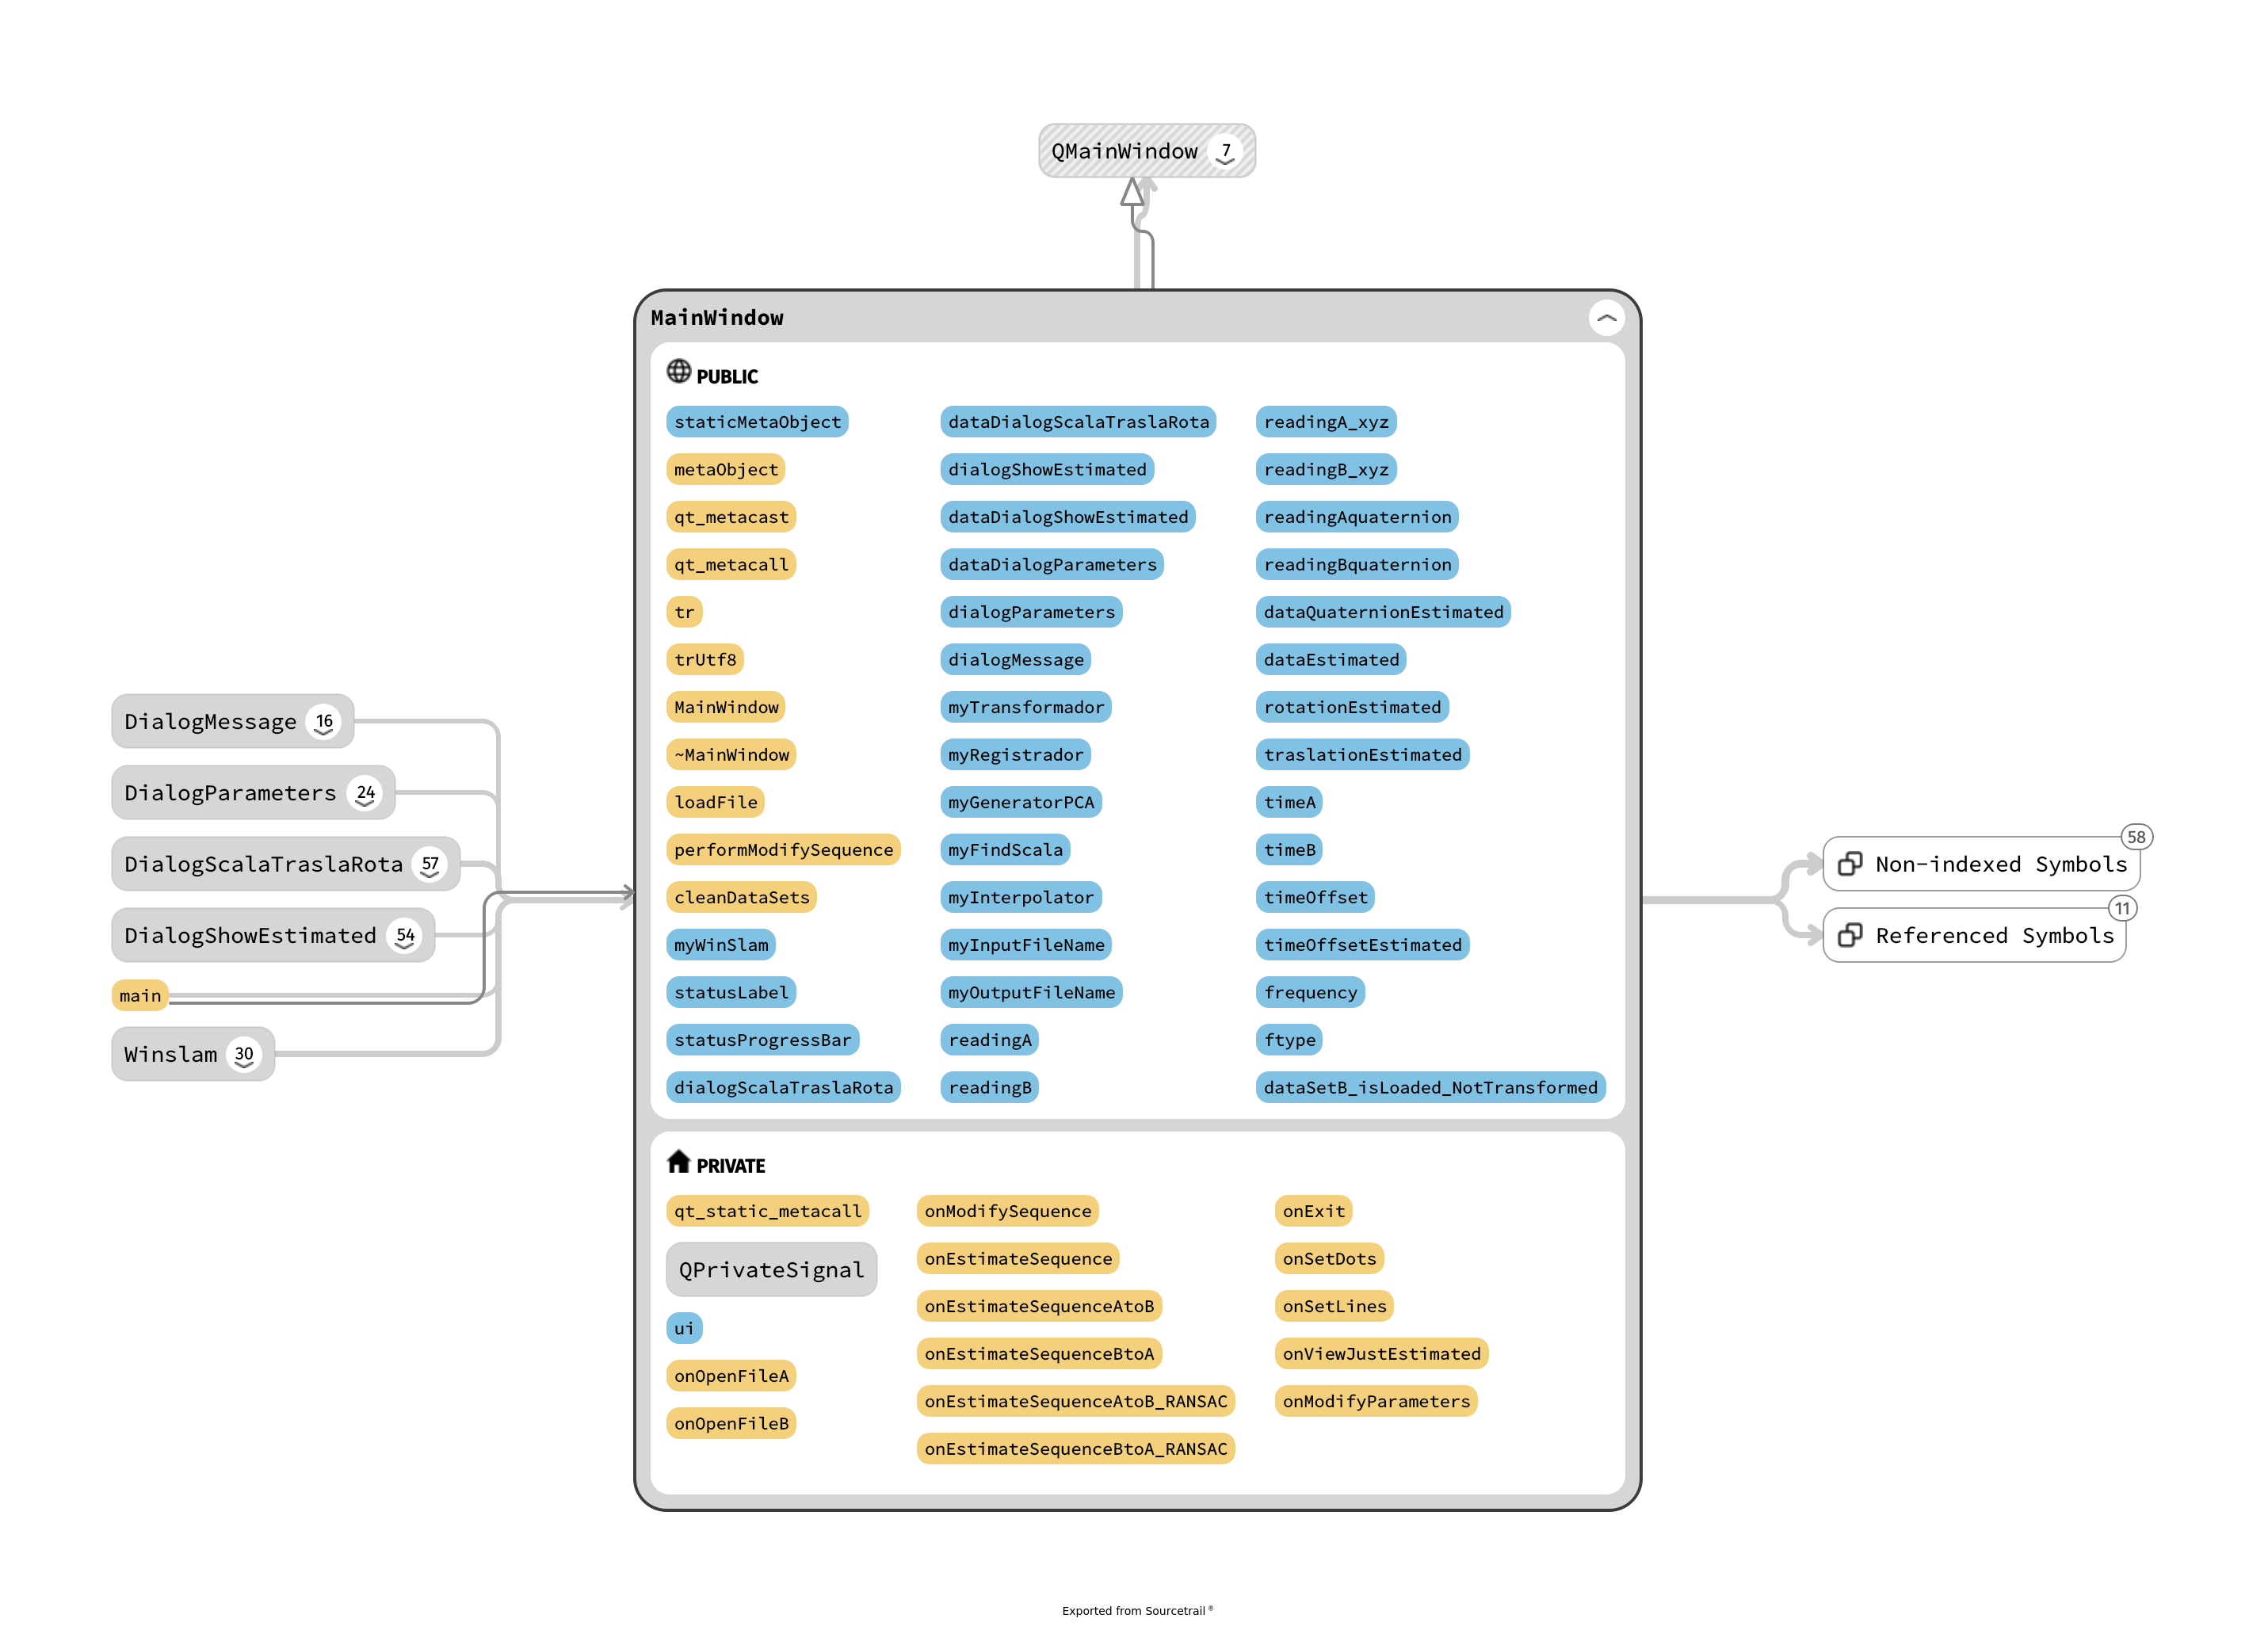 QMainWindow 7
MainWindow
PUBLIC
staticMetaObject
metaObject
qt_metacast
qt_metacall
tr
trUtf8
MainWindow
~MainWindow
loadFile
performModifySequence
cleanDataSets
myWinSlam
statusLabel
statusProgressBar
dialogScalaTraslaRota
dataDialogScalaTraslaRota
dialogShowEstimated
dataDialogShowEstimated
dataDialogParameters
dialogParameters
dialogMessage
myTransformador
myRegistrador
myGeneratorPCA
myFindScala
myInterpolator
myInputFileName
myOutputFileName
readingA
readingB
readingA_xyz
readingB_xyz
readingAquaternion
readingBquaternion
dataQuaternionEstimated
dataEstimated
rotationEstimated
traslationEstimated
timeA
timeB
timeOffset
timeOffsetEstimated
frequency
ftype
dataSetB_isLoaded_NotTransformed
PRIVATE
qt_static_metacall
QPrivateSignal
ui
onOpenFileA
onOpenFileB
onModifySequence
onEstimateSequence
onEstimateSequenceAtoB
onEstimateSequenceBtoA
onEstimateSequenceAtoB_RANSAC
onEstimateSequenceBtoA_RANSAC
onExit
onSetDots
onSetLines
onViewJustEstimated
onModifyParameters
DialogMessage 16
DialogParameters 24
DialogScalaTraslaRota 57
DialogShowEstimated 54
main
Winslam 30
58
Non-indexed Symbols
11
Referenced Symbols
Exported from Sourcetrail ®